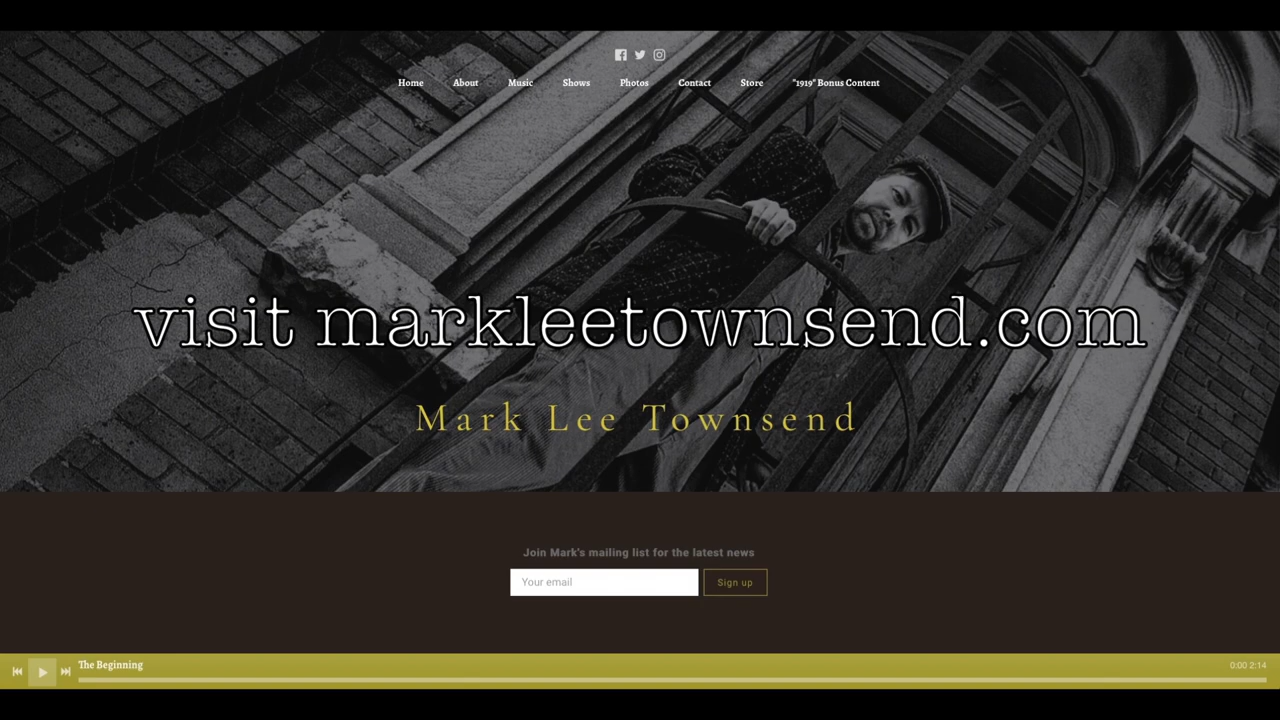 Home About Music Shows Photos Contact Store "1919" Bonus Content
visit markleetownsend.com
Mark Lee Townsend
Join Mark's mailing list for the latest news
Your email Sign up
The Beginning 0:00 2:14